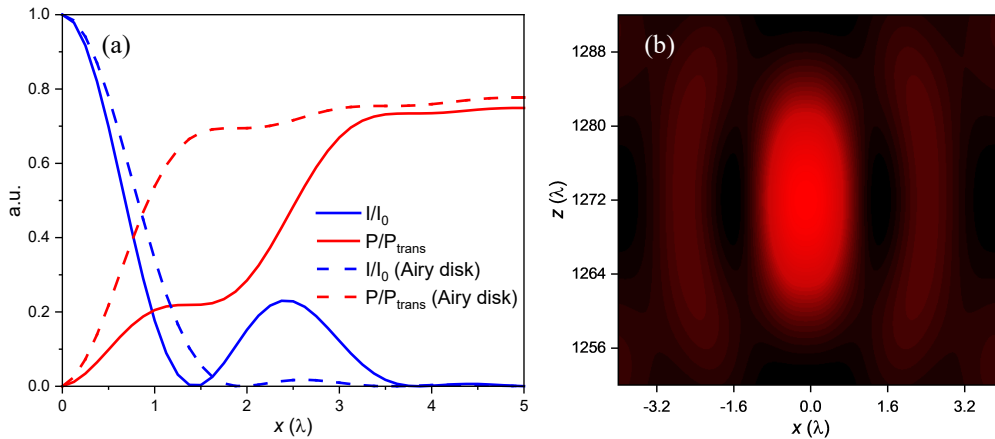 (a)
1.0
0.8
0.6
0.4
0.2
0.0
a.u.
I/I₀
P/Pₜᵣₐₙₛ
I/I₀ (Airy disk)
P/Pₜᵣₐₙₛ (Airy disk)
0 1 2 3 4 5
x (λ)
(b)
1288
1280
1272
1264
1256
z (λ)
-3.2 -1.6 0.0 1.6 3.2
x (λ)